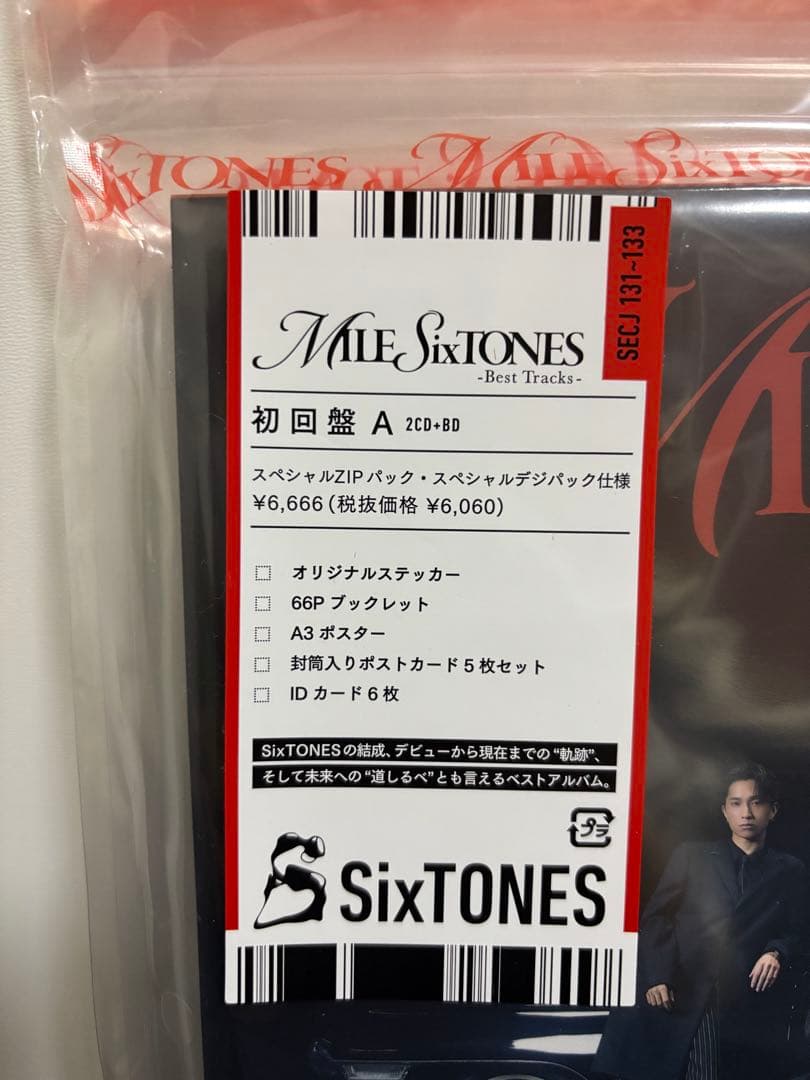 SixTONES MILE SixTO
SECJ 131~133
MILE SixTONES
-Best Tracks-
初回盤 A 2CD+BD
スペシャルZIPパック・スペシャルデジパック仕様
¥6,666(税抜価格 ¥6,060)
オリジナルステッカー
66P ブックレット
A3 ポスター
封筒入りポストカード5枚セット
IDカード6枚
SixTONESの結成、デビューから現在までの“軌跡”、
そして未来への“道しるべ”とも言えるベストアルバム。
プラ
SixTONES